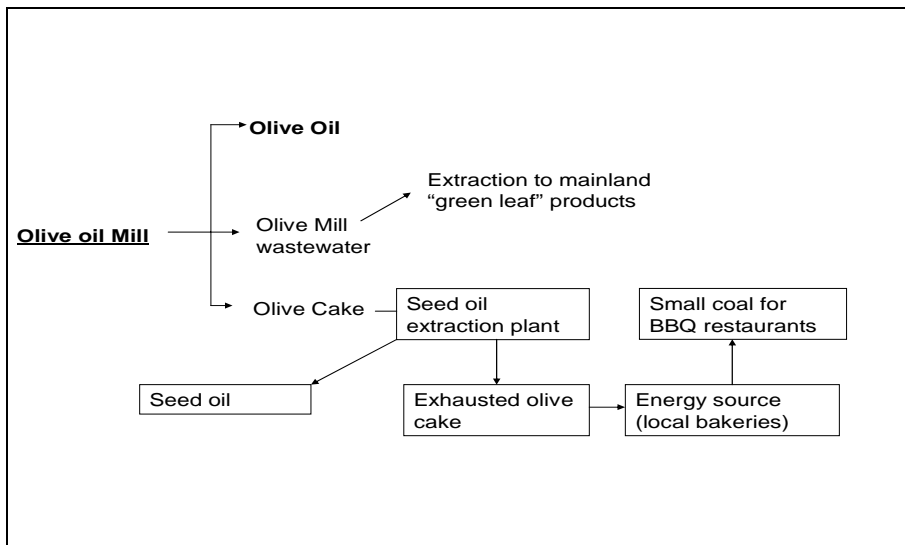 Olive Oil
Extraction to mainland
“green leaf” products
Olive oil Mill
Olive Mill
wastewater
Olive Cake
Seed oil
extraction plant
Small coal for
BBQ restaurants
Seed oil
Exhausted olive
cake
Energy source
(local bakeries)